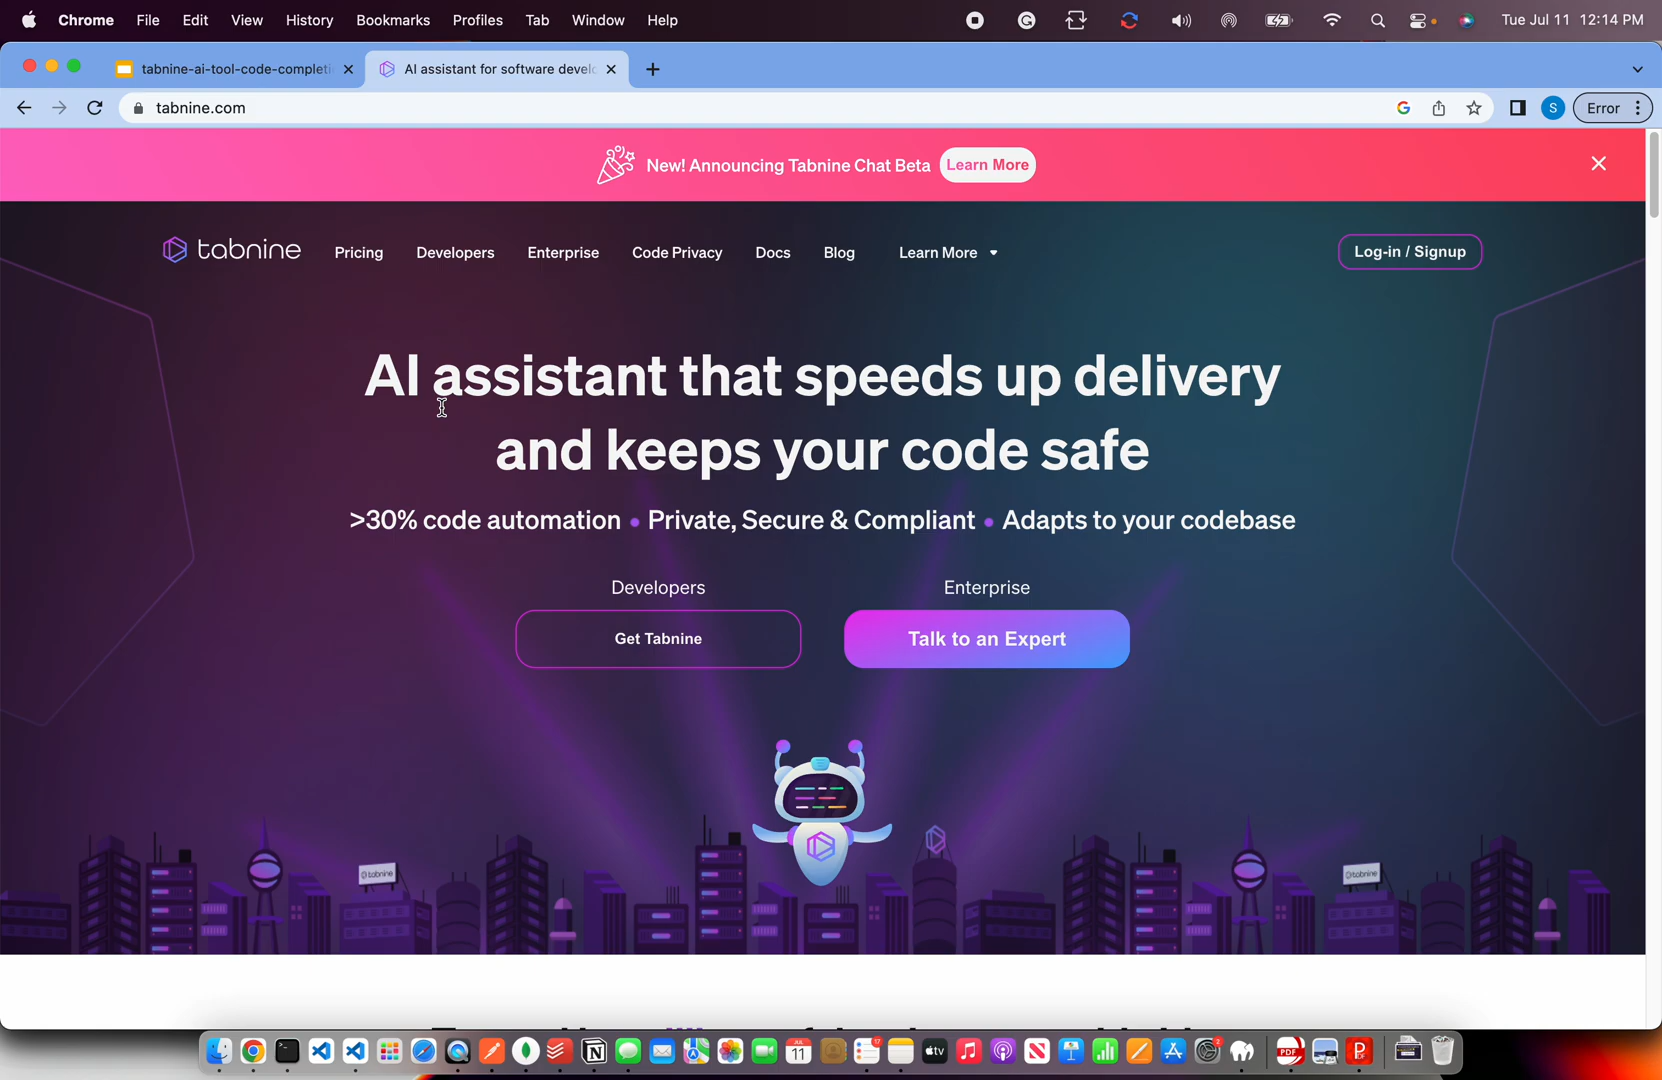 Chrome File Edit View History Bookmarks Profiles Tab Window Help Tue Jul 11 12:14 PM
tabnine-ai-tool-code-completi AI assistant for software devel
tabnine.com S Error
New! Announcing Tabnine Chat Beta Learn More
tabnine Pricing Developers Enterprise Code Privacy Docs Blog Learn More Log-in / Signup
AI assistant that speeds up delivery
and keeps your code safe
>30% code automation • Private, Secure & Compliant • Adapts to your codebase
Developers Enterprise
Get Tabnine Talk to an Expert
tabnine tabnine